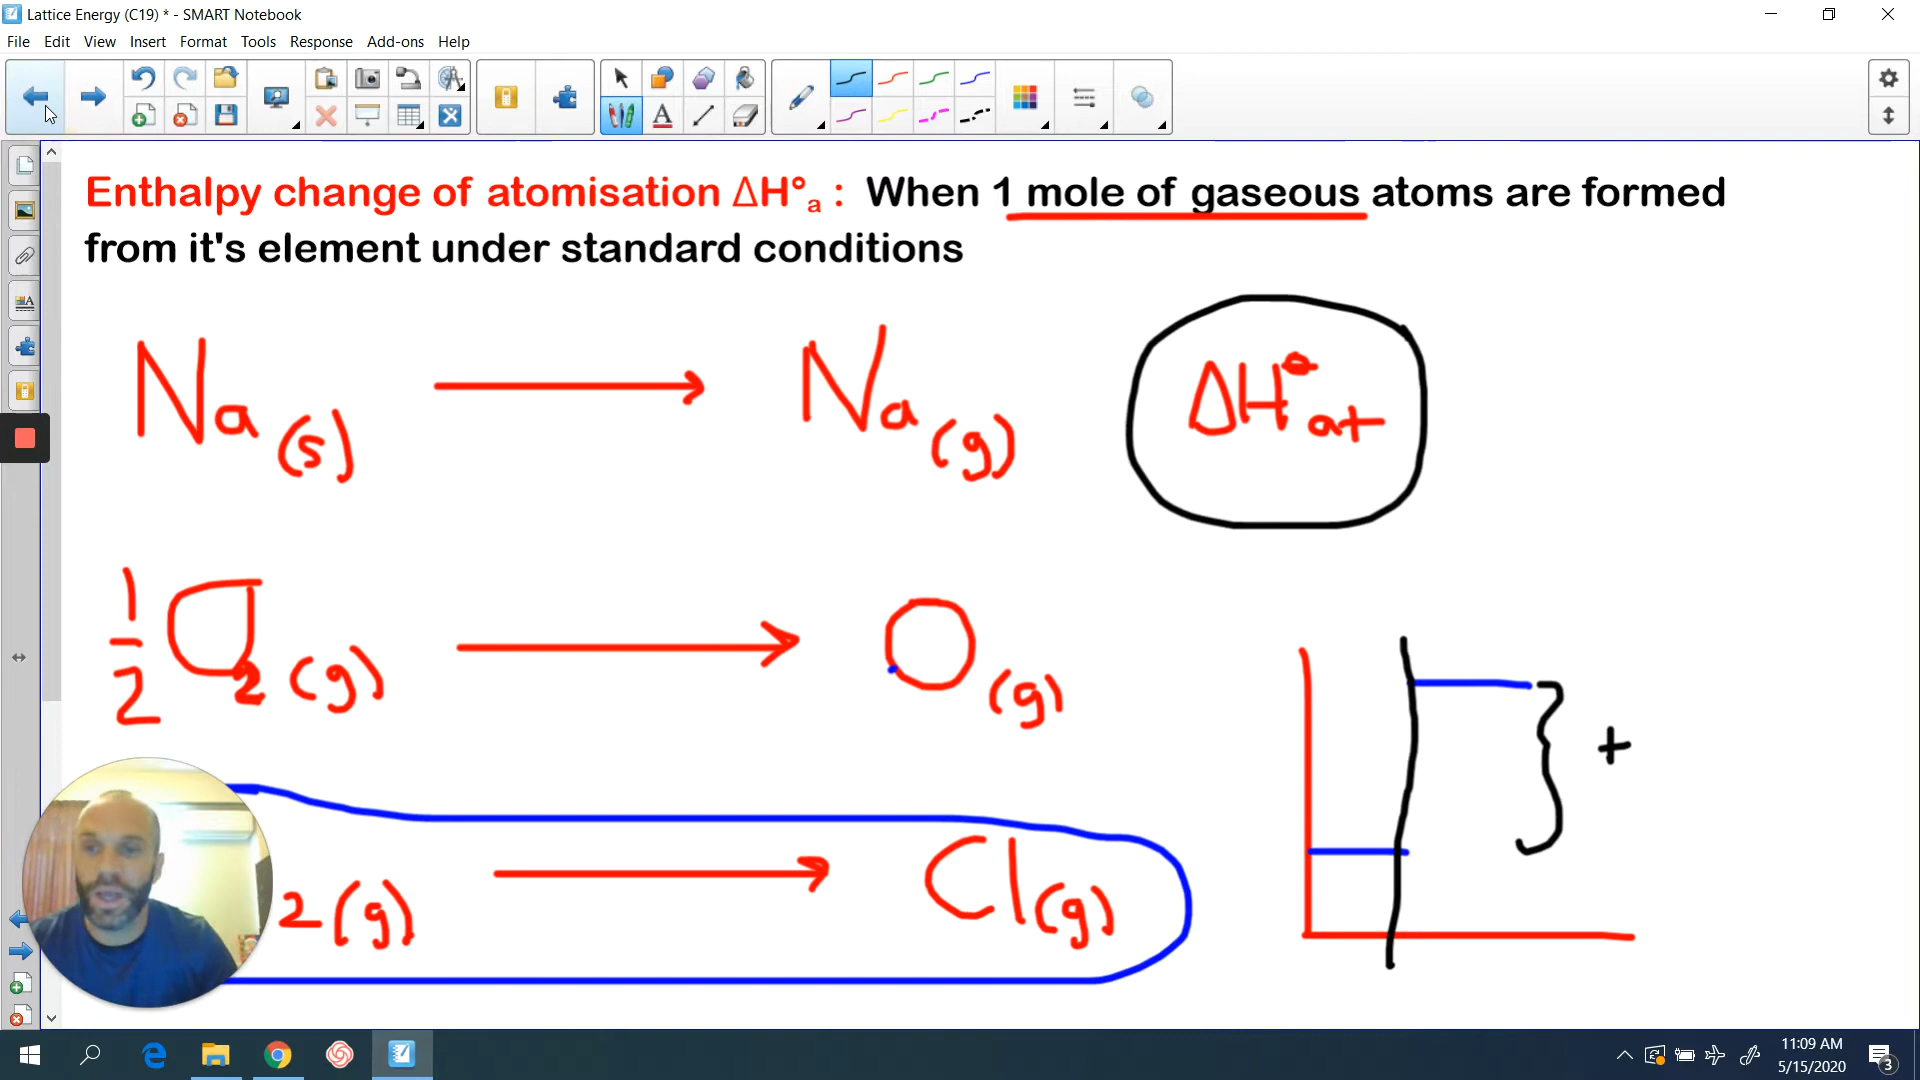 Lattice Energy (C19) * - SMART Notebook
File Edit View Insert Format Tools Response Add-ons Help
Enthalpy change of atomisation ΔH°a : When 1 mole of gaseous atoms are formed
from it's element under standard conditions
Na(s) → Na(g) ΔH°at
1/2 O2(g) → O(g)
+
2(g) → Cl(g)
11:09 AM
5/15/2020
3